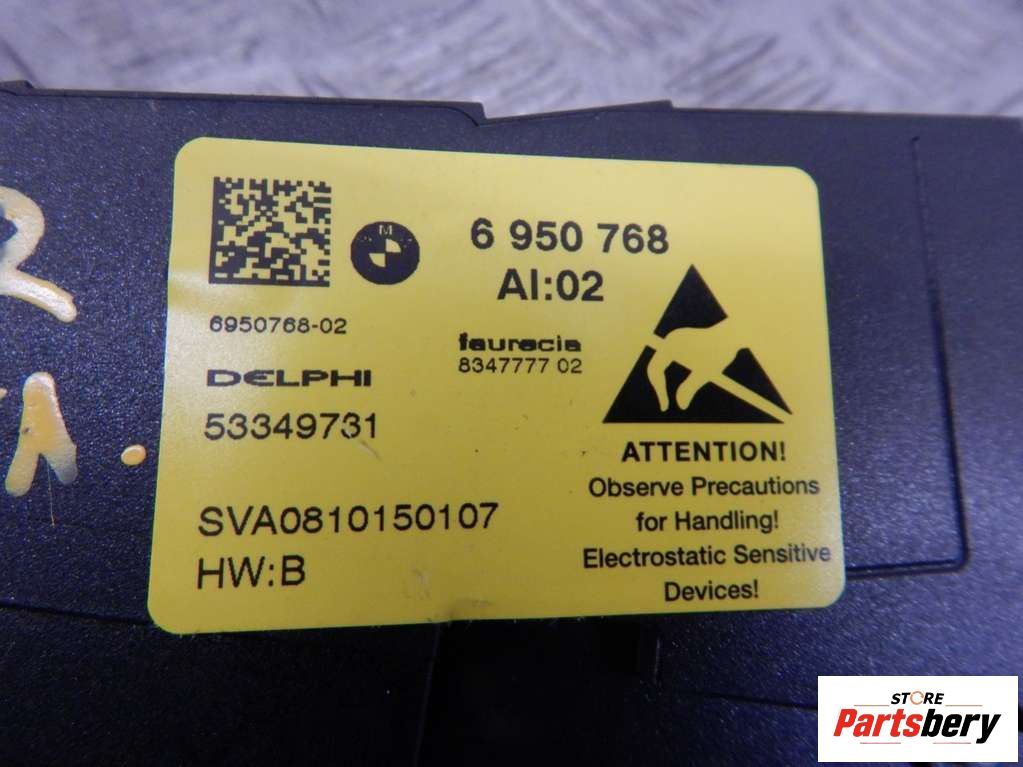 M
6 950 768
AI:02
6950768-02
faurecia
8347777 02
DELPHI
53349731
ATTENTION!
Observe Precautions
for Handling!
Electrostatic Sensitive
Devices!
SVA0810150107
HW:B
STORE
Partsbery